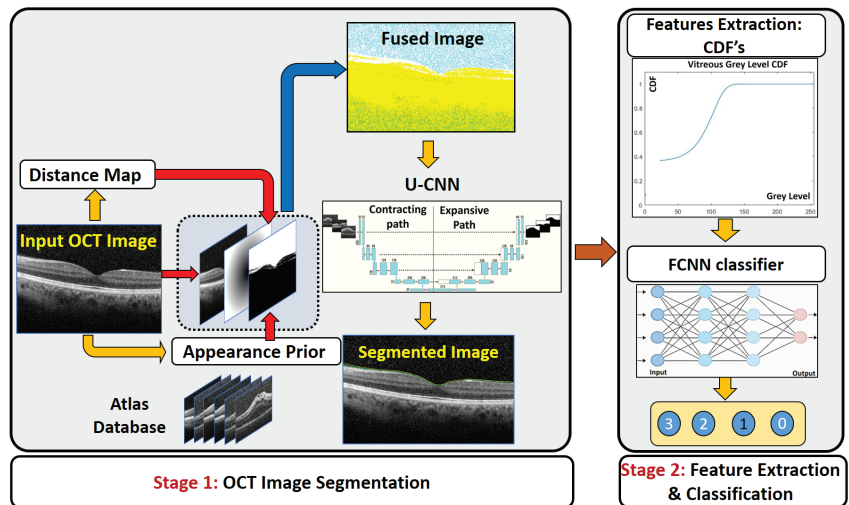 Fused Image
Distance Map
U-CNN
Input OCT Image
Contracting
path
Expansive
Path
Appearance Prior
Segmented Image
Atlas
Database
Stage 1: OCT Image Segmentation
Features Extraction:
CDF's
Vitreous Grey Level CDF
CDF
1
0.8
0.6
0.4
0.2
0
0 50 100 150 200 250
Grey Level
FCNN classifier
Input
Output
3 2 1 0
Stage 2: Feature Extraction
& Classification